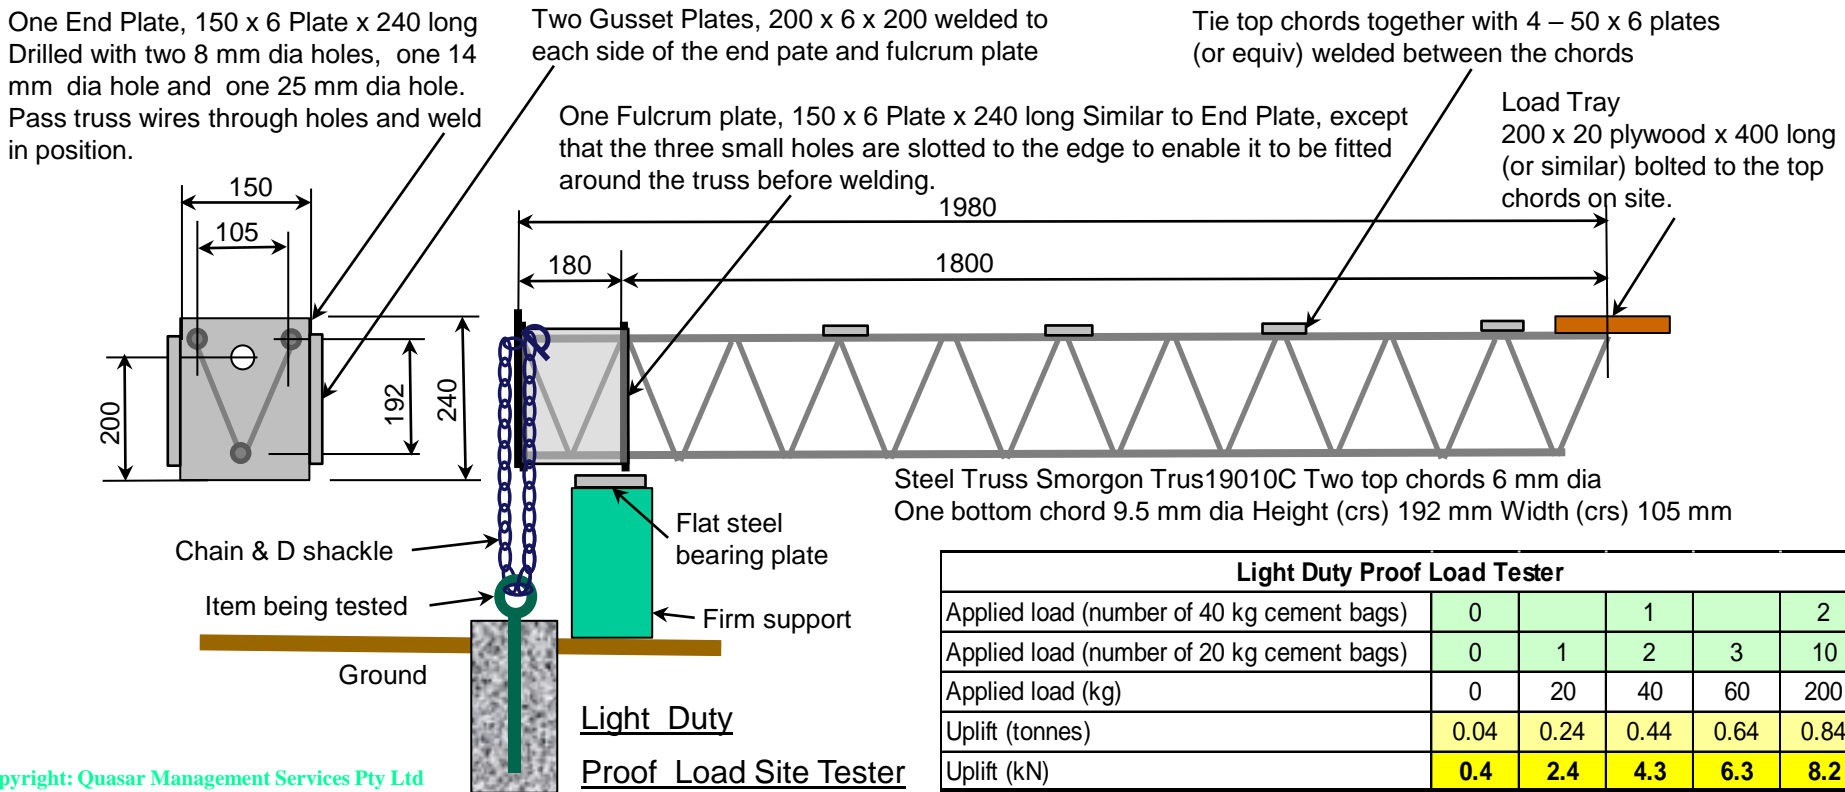 One End Plate, 150 x 6 Plate x 240 long
Drilled with two 8 mm dia holes,  one 14
mm  dia hole and  one 25 mm dia hole.
Pass truss wires through holes and weld
in position.
Two Gusset Plates, 200 x 6 x 200 welded to
each side of the end pate and fulcrum plate
One Fulcrum plate, 150 x 6 Plate x 240 long Similar to End Plate, except
that the three small holes are slotted to the edge to enable it to be fitted
around the truss before welding.
Tie top chords together with 4 – 50 x 6 plates
(or equiv) welded between the chords
Load Tray
200 x 20 plywood x 400 long
(or similar) bolted to the top
chords on site.
150
105
200
192
240
1980
180
1800
Steel Truss Smorgon Trus19010C Two top chords 6 mm dia
One bottom chord 9.5 mm dia Height (crs) 192 mm Width (crs) 105 mm
Chain & D shackle
Item being tested
Ground
Flat steel
bearing plate
Firm support
Light  Duty
Proof  Load Site Tester
Light Duty Proof Load Tester
Applied load (number of 40 kg cement bags) 0 1 2
Applied load (number of 20 kg cement bags) 0 1 2 3 10
Applied load (kg) 0 20 40 60 200
Uplift (tonnes) 0.04 0.24 0.44 0.64 0.84
Uplift (kN) 0.4 2.4 4.3 6.3 8.2
pyright: Quasar Management Services Pty Ltd